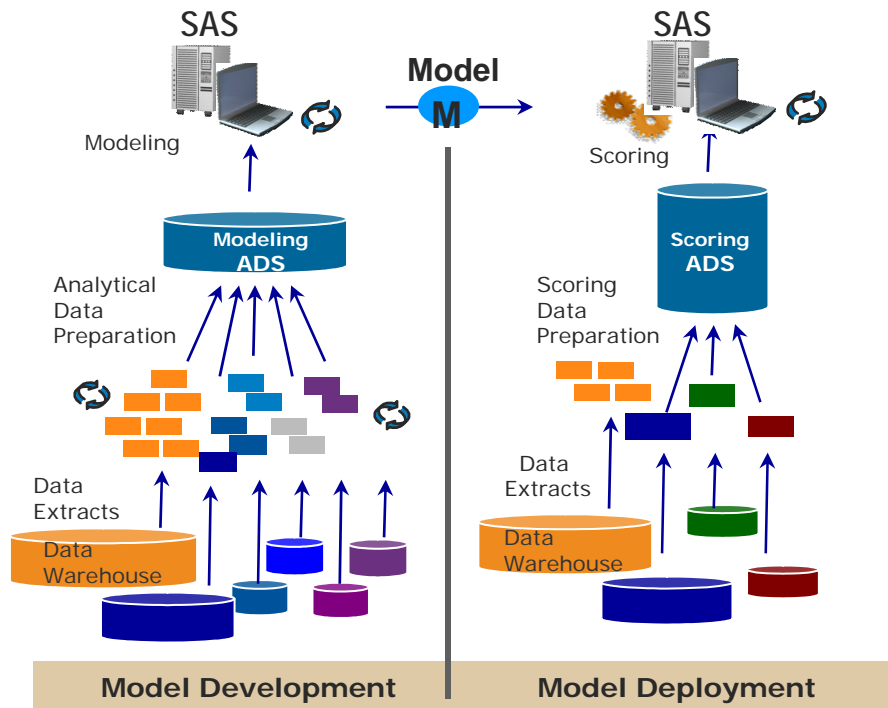 SAS
Modeling
Modeling
ADS
Analytical
Data
Preparation
Data
Extracts
Data
Warehouse
Model Development
Model
M
SAS
Scoring
Scoring
ADS
Scoring
Data
Preparation
Data
Extracts
Data
Warehouse
Model Deployment